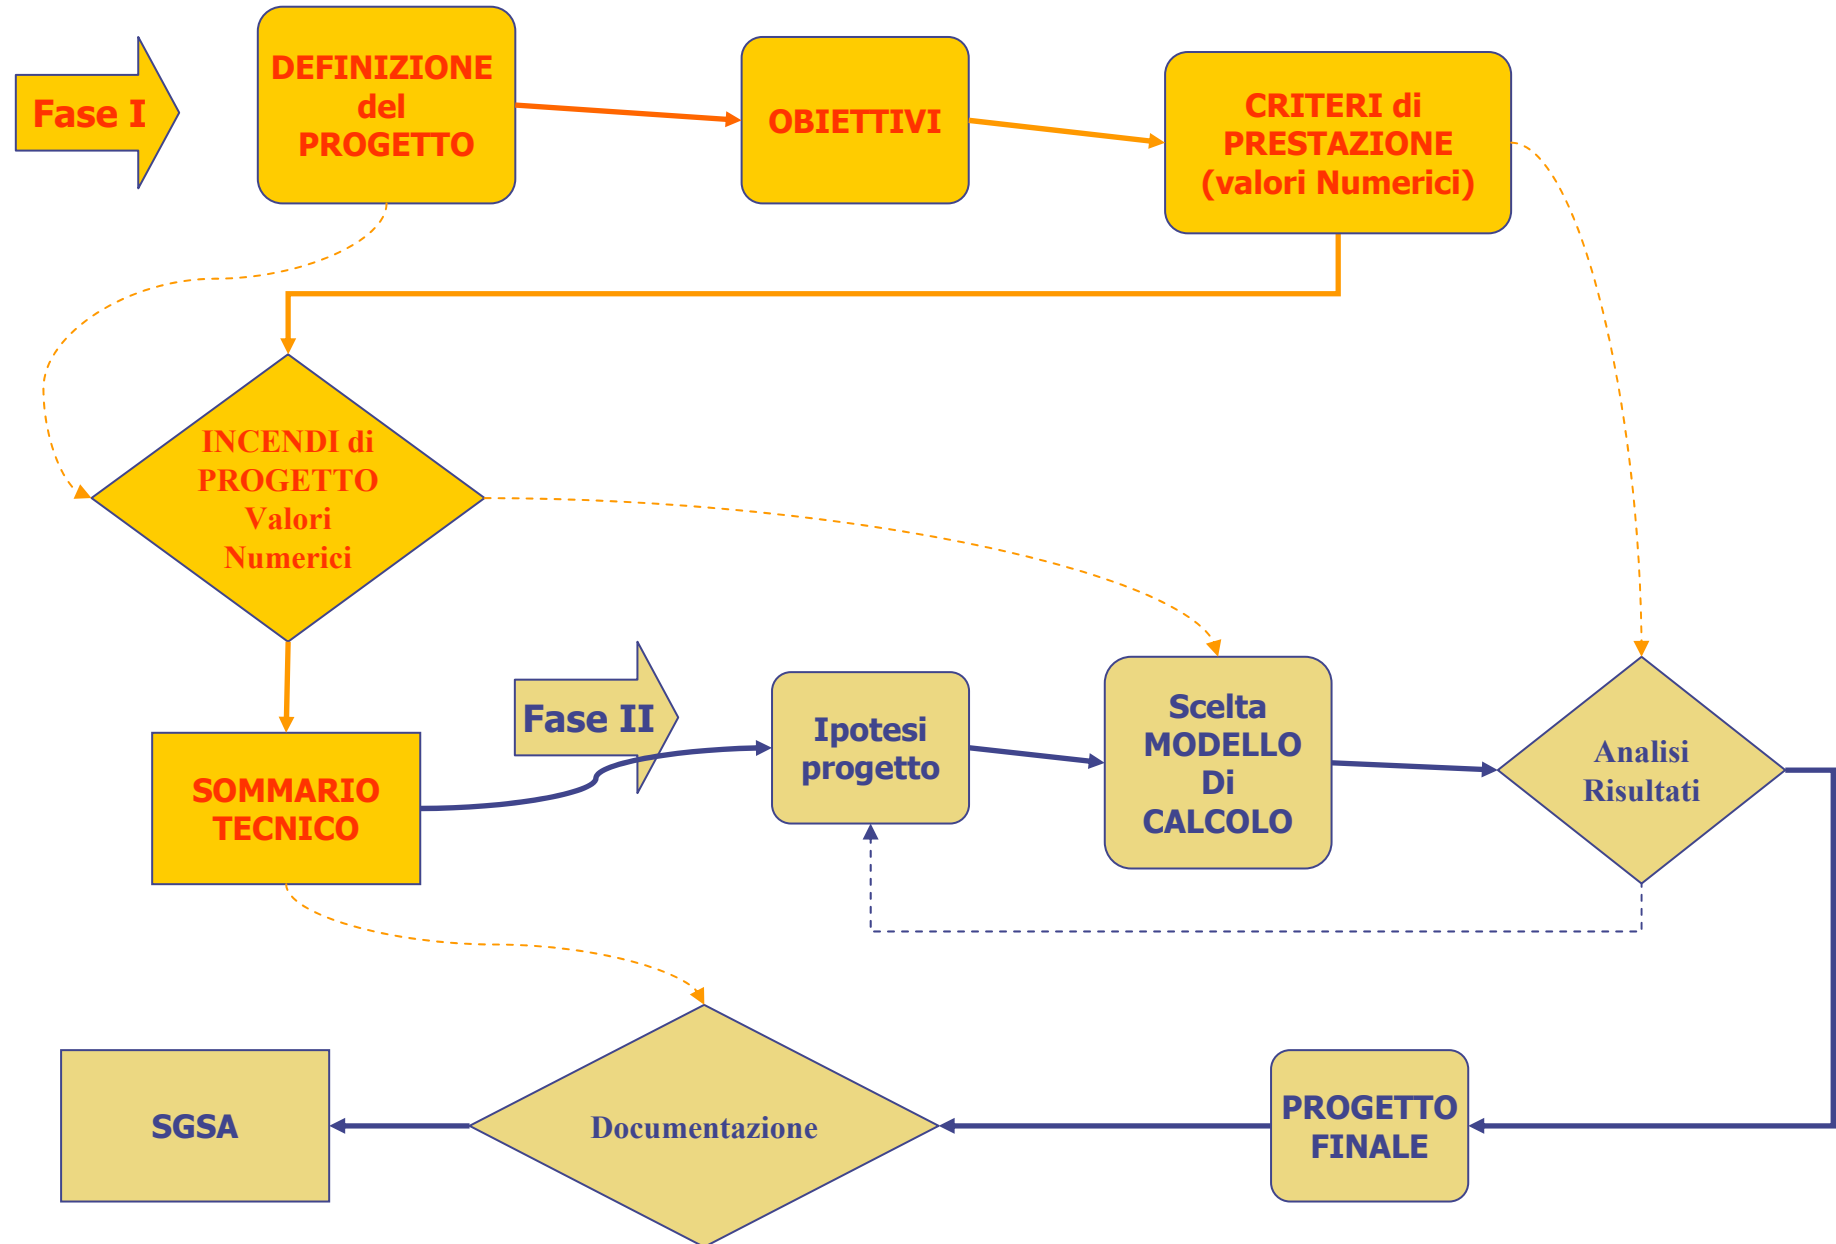 Fase I
DEFINIZIONE
del
PROGETTO
OBIETTIVI
CRITERI di
PRESTAZIONE
(valori Numerici)
INCENDI di
PROGETTO
Valori
Numerici
SOMMARIO
TECNICO
Fase II
Ipotesi
progetto
Scelta
MODELLO
Di
CALCOLO
Analisi
Risultati
PROGETTO
FINALE
Documentazione
SGSA